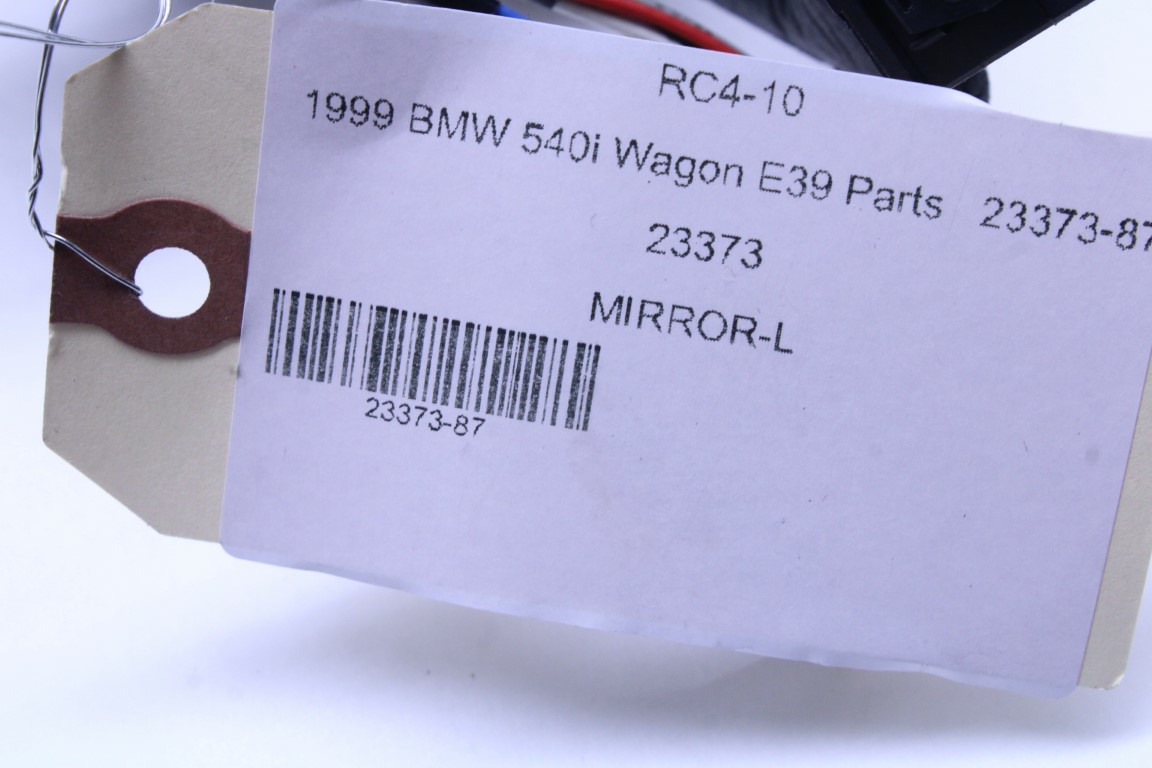 RC4-10
1999 BMW 540i Wagon E39 Parts 23373-87
23373
MIRROR-L
23373-87